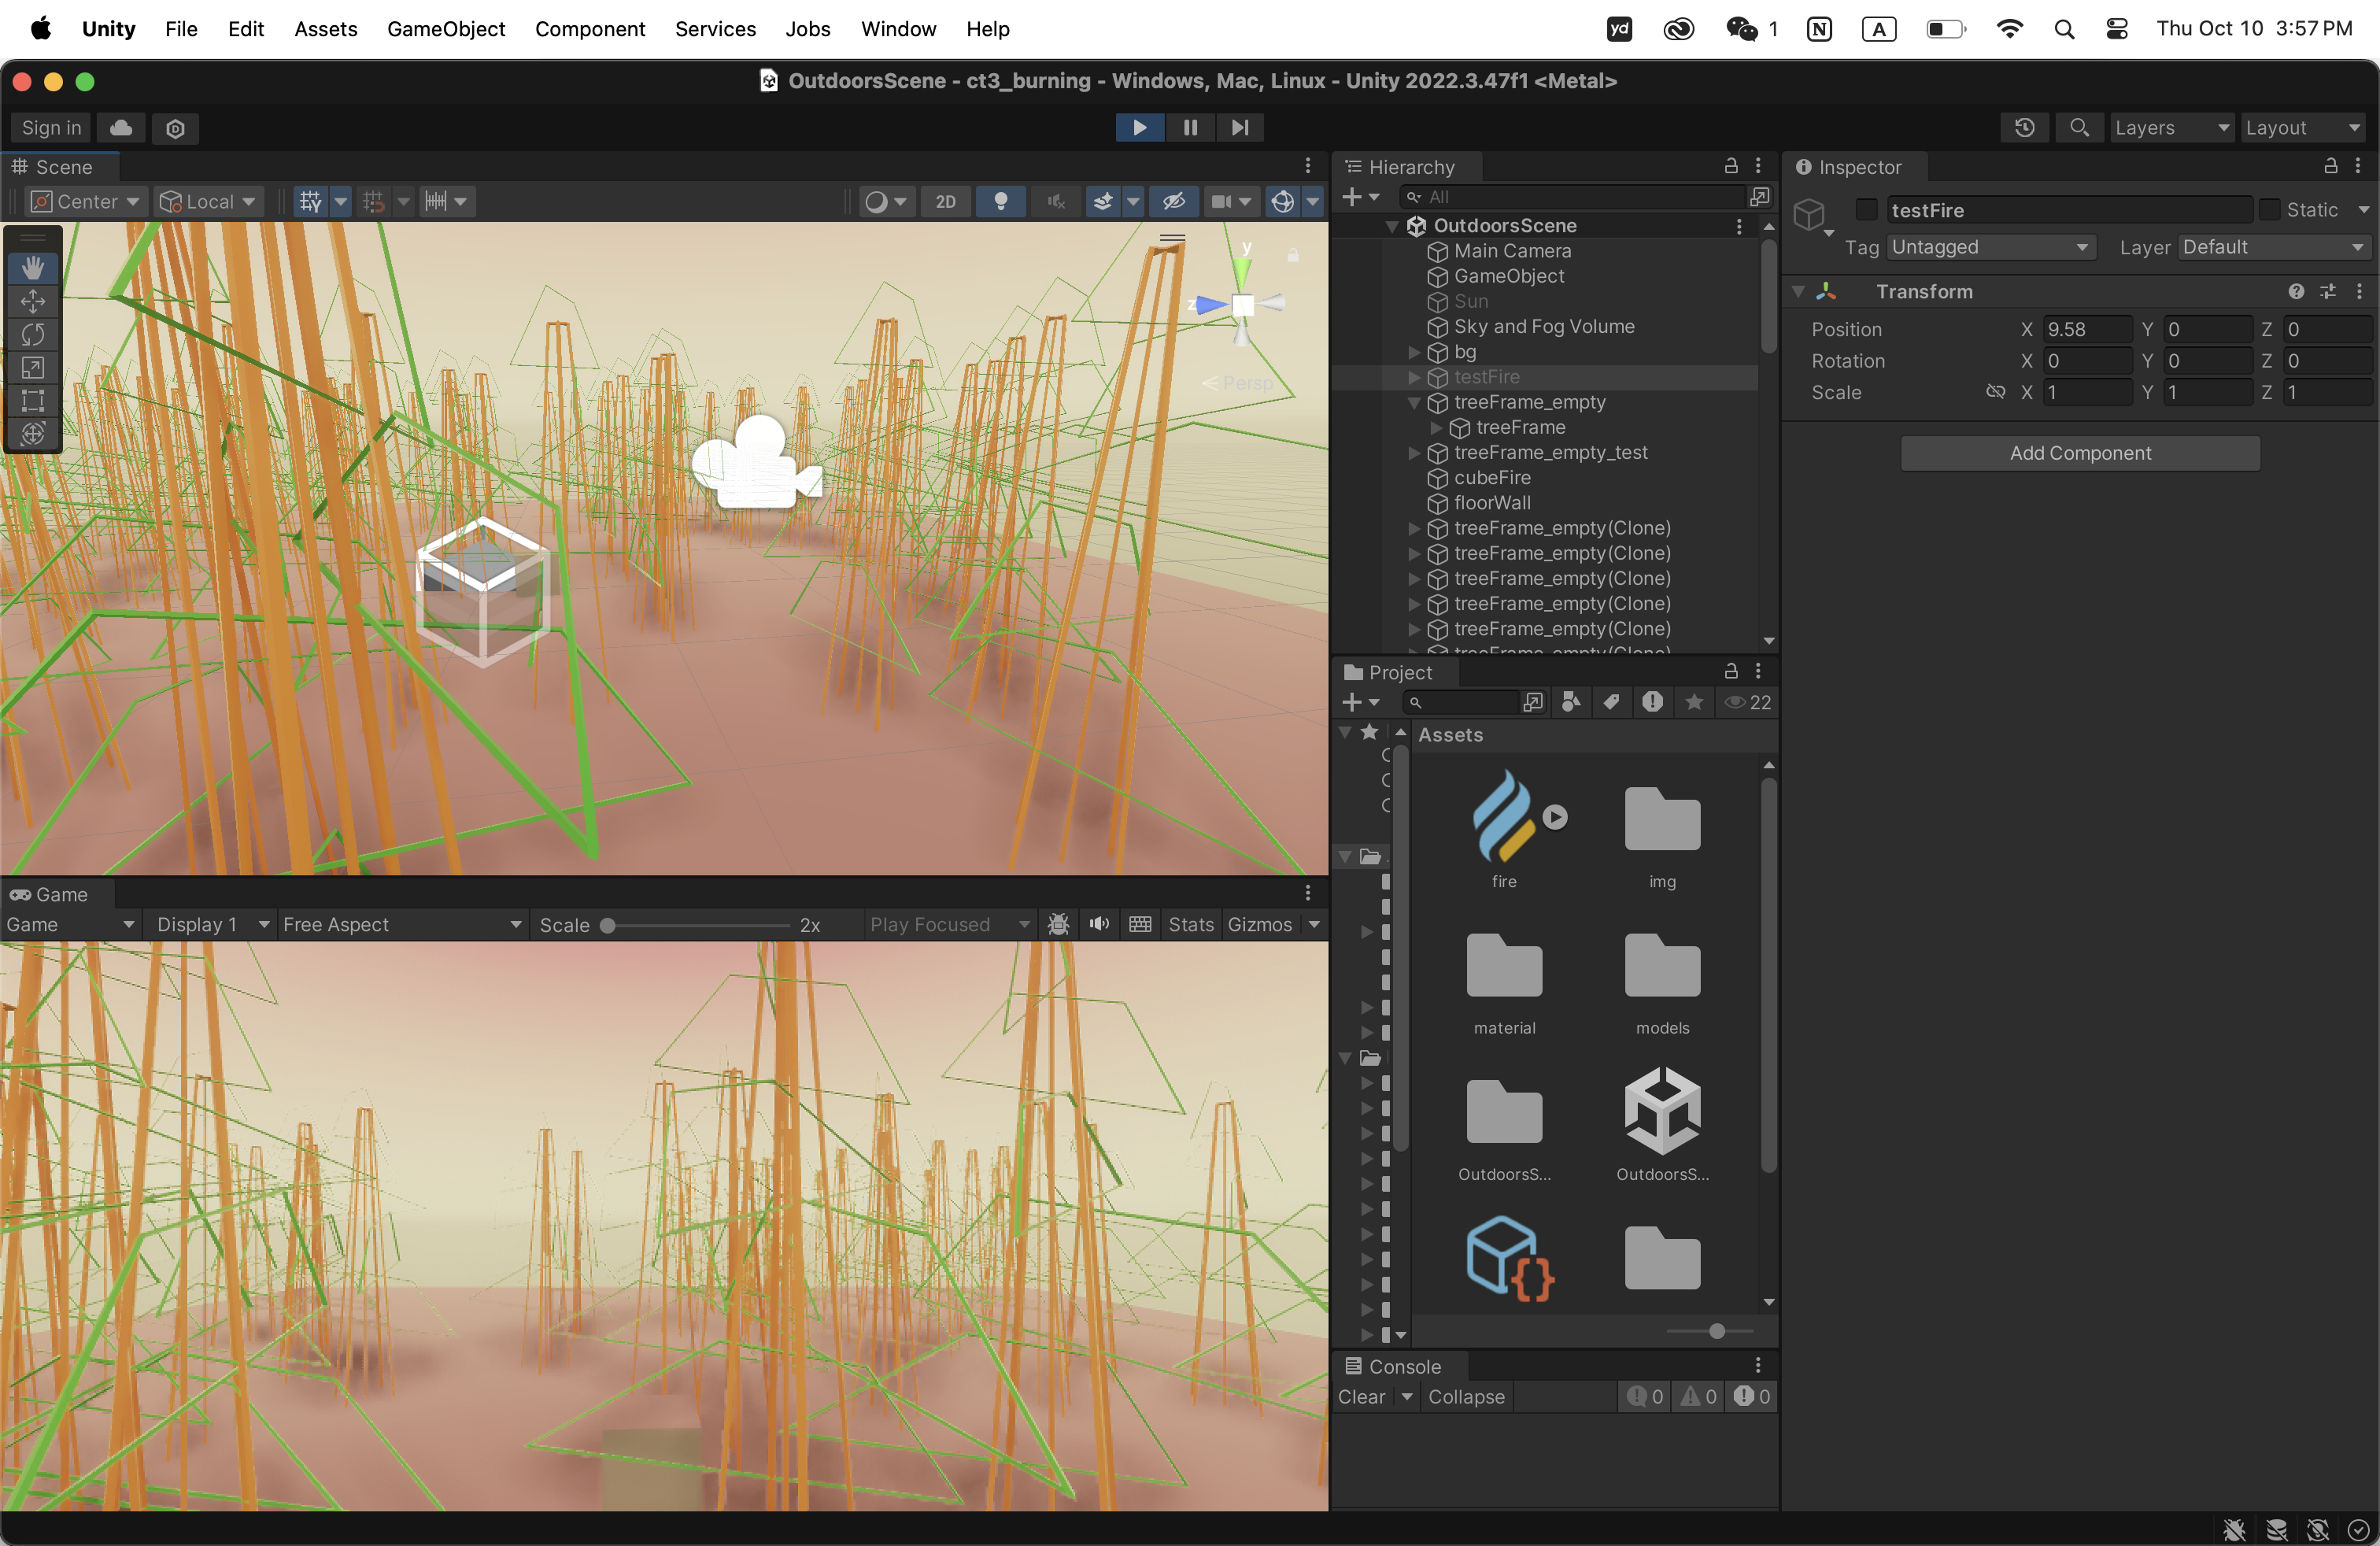 Unity File Edit Assets GameObject Component Services Jobs Window Help yd 1 N A Thu Oct 10 3:57 PM
OutdoorsScene - ct3_burning - Windows, Mac, Linux - Unity 2022.3.47f1 <Metal>
Sign in Layers Layout
Scene
Center Local 2D
y
z
Persp
Hierarchy
All
OutdoorsScene
Main Camera
GameObject
Sun
Sky and Fog Volume
bg
testFire
treeFrame_empty
treeFrame
treeFrame_empty_test
cubeFire
floorWall
treeFrame_empty(Clone)
treeFrame_empty(Clone)
treeFrame_empty(Clone)
treeFrame_empty(Clone)
treeFrame_empty(Clone)
treeFrame_empty(Clone)
Inspector
testFire Static
Tag Untagged Layer Default
Transform
Position X 9.58 Y 0 Z 0
Rotation X 0 Y 0 Z 0
Scale X 1 Y 1 Z 1
Add Component
Game
Game Display 1 Free Aspect Scale 2x Play Focused Stats Gizmos
Project
22
Assets
fire img
material models
OutdoorsS... OutdoorsS...
Console
Clear Collapse 0 0 0